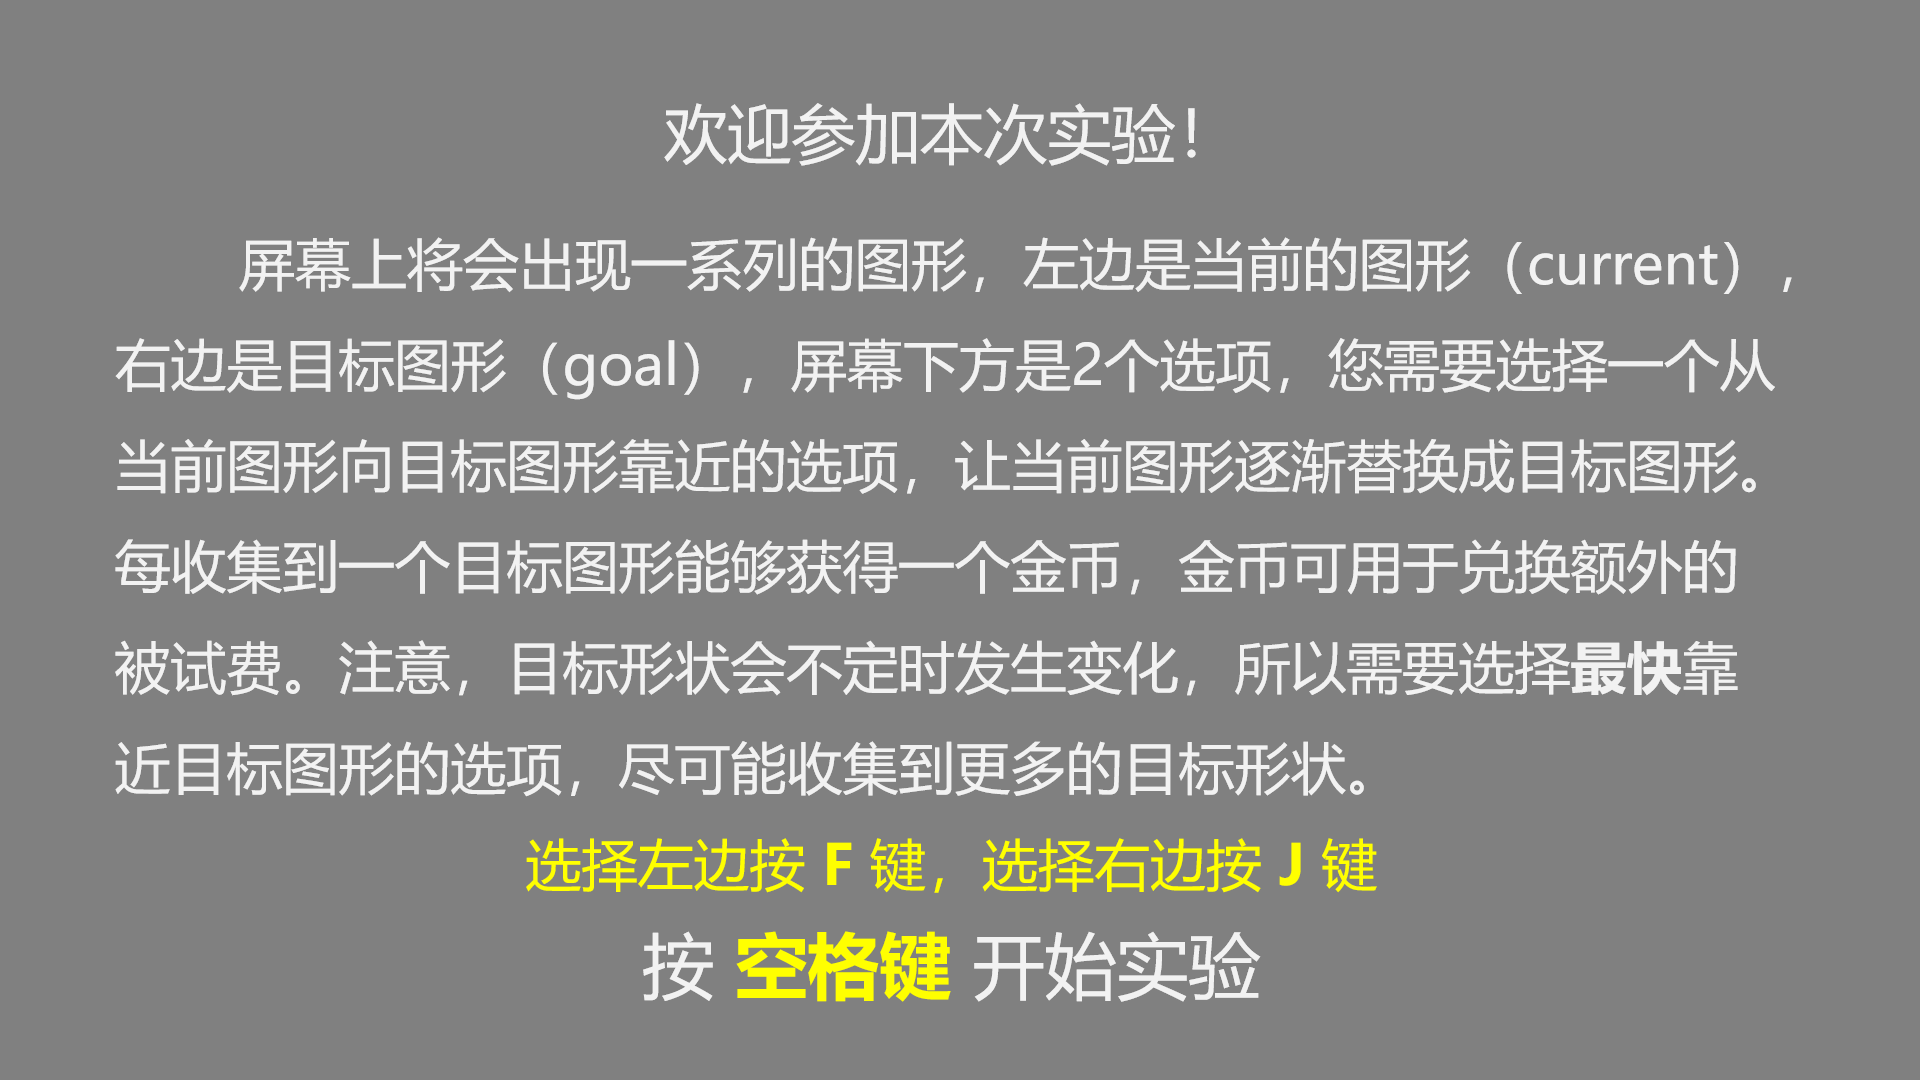 欢迎参加本次实验！
屏幕上将会出现一系列的图形，左边是当前的图形（current），
右边是目标图形（goal），屏幕下方是2个选项，您需要选择一个从
当前图形向目标图形靠近的选项，让当前图形逐渐替换成目标图形。
每收集到一个目标图形能够获得一个金币，金币可用于兑换额外的
被试费。注意，目标形状会不定时发生变化，所以需要选择最快靠
近目标图形的选项，尽可能收集到更多的目标形状。
选择左边按 F 键，选择右边按 J 键
按 空格键 开始实验